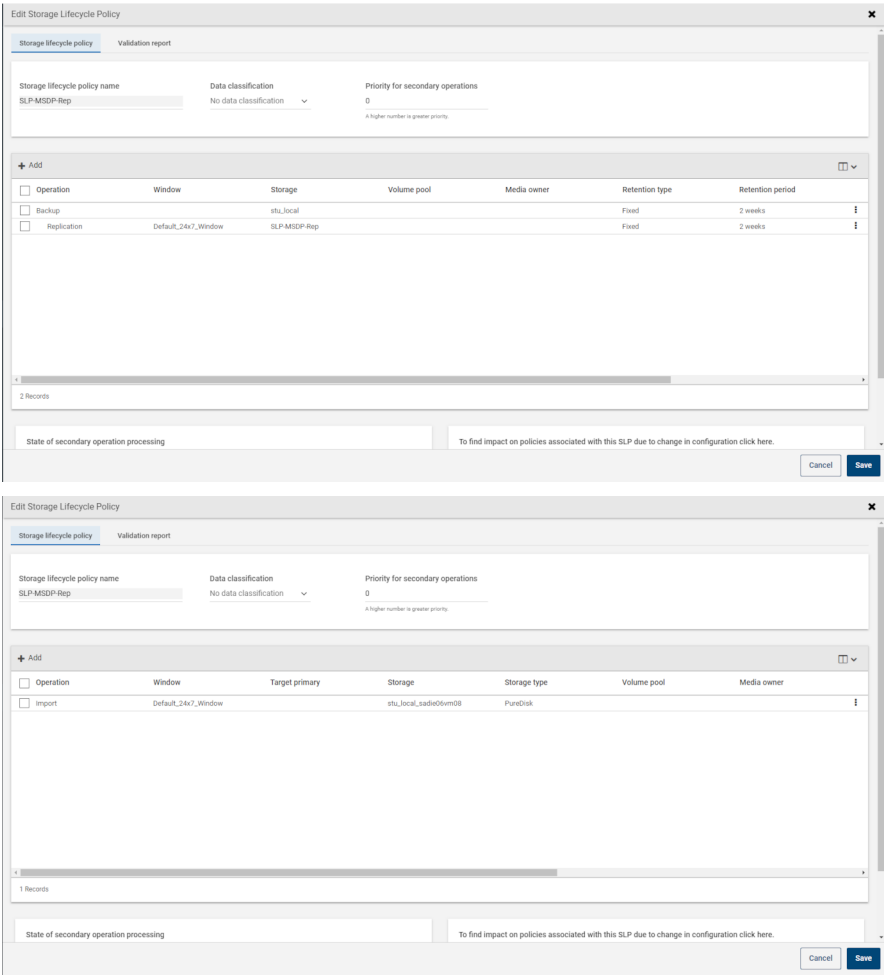 Edit Storage Lifecycle Policy
Storage lifecycle policy Validation report
Storage lifecycle policy name Data classification Priority for secondary operations
SLP-MSDP-Rep No data classification 0
A higher number is greater priority.
+ Add
Operation Window Storage Volume pool Media owner Retention type Retention period
Backup stu_local Fixed 2 weeks
Replication Default_24x7_Window SLP-MSDP-Rep Fixed 2 weeks
2 Records
State of secondary operation processing To find impact on policies associated with this SLP due to change in configuration click here.
Cancel Save
Edit Storage Lifecycle Policy
Storage lifecycle policy Validation report
Storage lifecycle policy name Data classification Priority for secondary operations
SLP-MSDP-Rep No data classification 0
A higher number is greater priority.
+ Add
Operation Window Target primary Storage Storage type Volume pool Media owner
Import Default_24x7_Window stu_local_sadie06vm08 PureDisk
1 Records
State of secondary operation processing To find impact on policies associated with this SLP due to change in configuration click here.
Cancel Save